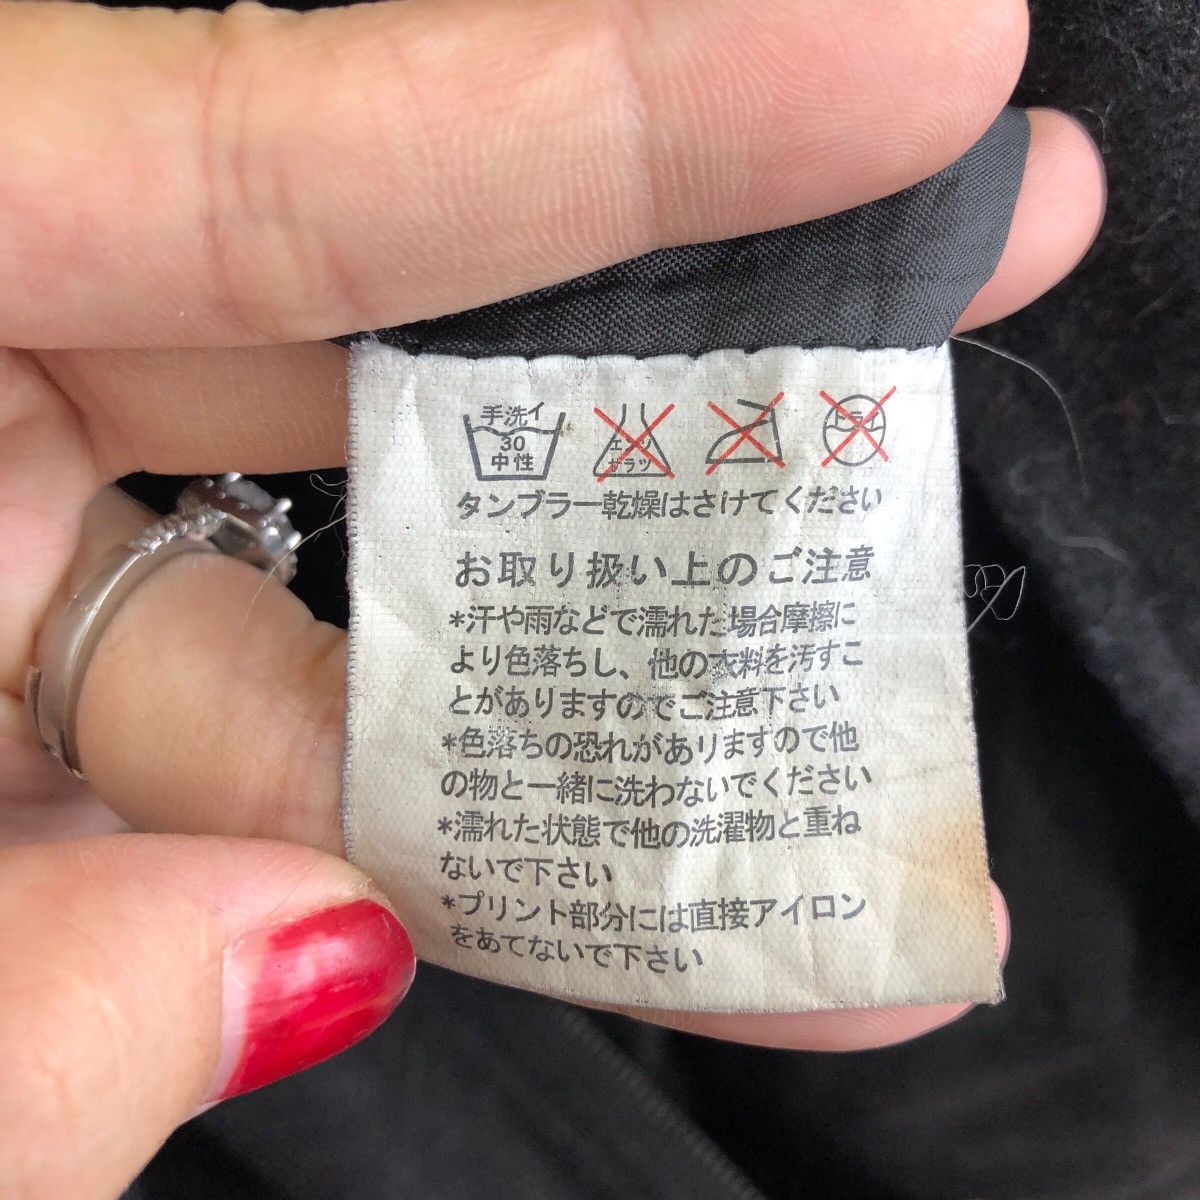 手洗イ
30
中性
エンソ
サラシ
ドライ
タンブラー乾燥はさけてください
お取り扱い上のご注意
*汗や雨などで濡れた場合摩擦に
より色落ちし、他の衣料を汚すこ
とがありますのでご注意下さい
*色落ちの恐れがありますので他
の物と一緒に洗わないでください
*濡れた状態で他の洗濯物と重ね
ないで下さい
*プリント部分には直接アイロン
をあてないで下さい